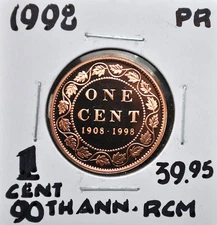 1998 PR
ONE
CENT
1908-1998
1 39.95
CENT
90TH ANN. RCM